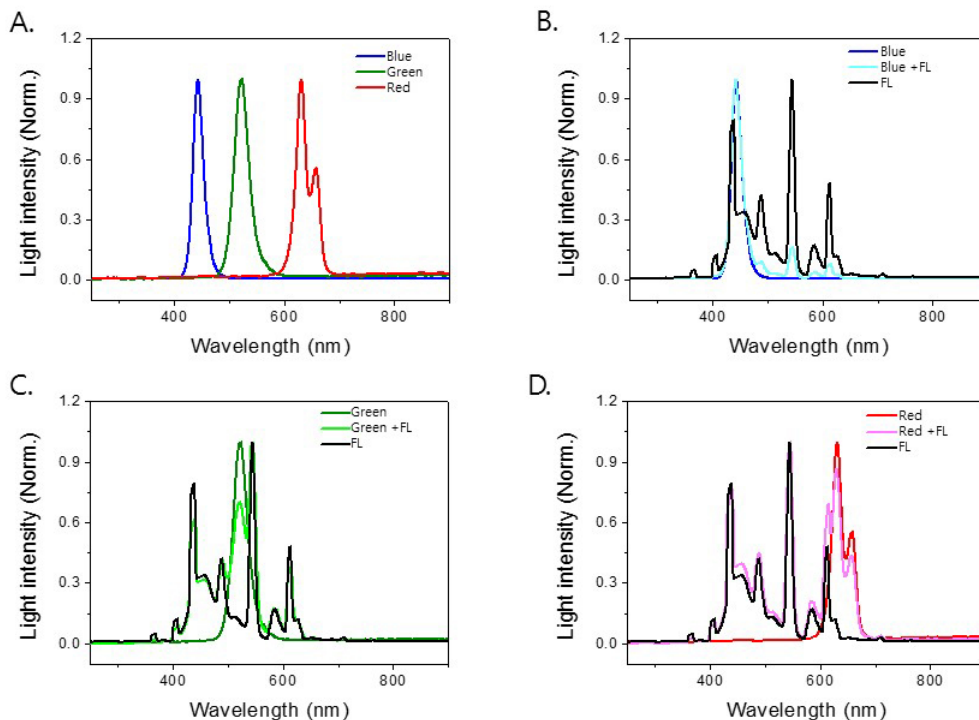 A.
1.2
0.9
0.6
0.3
0.0
Light intensity (Norm.)
400
600
800
Wavelength (nm)
Blue
Green
Red
B.
1.2
0.9
0.6
0.3
0.0
Light intensity (Norm.)
400
600
800
Wavelength (nm)
Blue
Blue +FL
FL
C.
1.2
0.9
0.6
0.3
0.0
Light intensity (Norm.)
400
600
800
Wavelength (nm)
Green
Green +FL
FL
D.
1.2
0.9
0.6
0.3
0.0
Light intensity (Norm.)
400
600
800
Wavelength (nm)
Red
Red +FL
FL